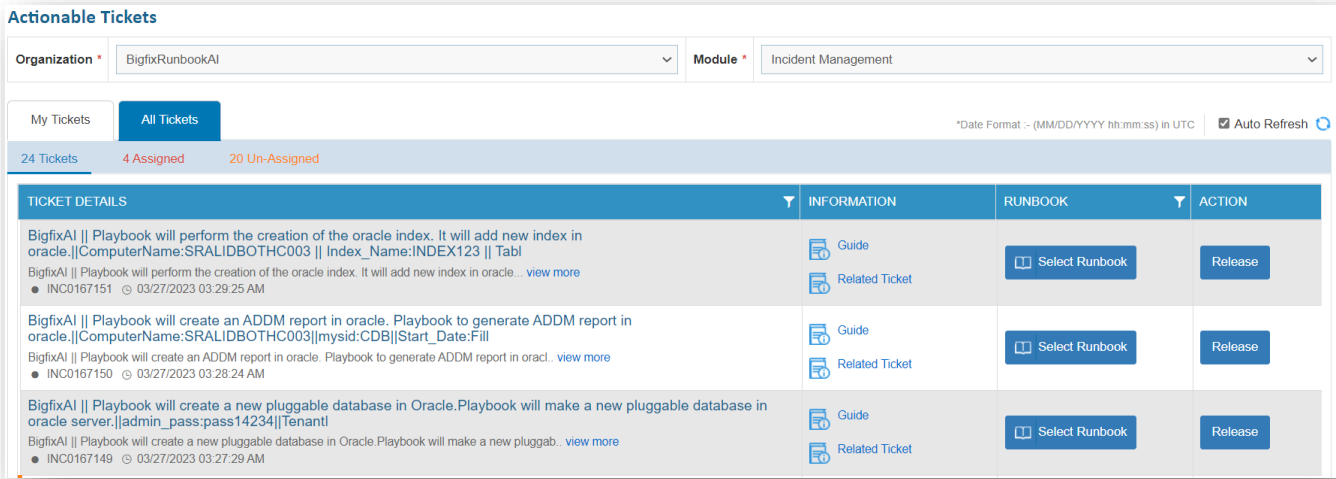 Actionable Tickets
Organization * BigfixRunbookAI Module * Incident Management
My Tickets All Tickets *Date Format :- (MM/DD/YYYY hh:mm:ss) in UTC Auto Refresh
24 Tickets 4 Assigned 20 Un-Assigned
TICKET DETAILS INFORMATION RUNBOOK ACTION
BigfixAI || Playbook will perform the creation of the oracle index. It will add new index in
oracle.||ComputerName:SRALIDBOTHC003 || Index_Name:INDEX123 || Tabl
BigfixAI || Playbook will perform the creation of the oracle index. It will add new index in oracle... view more
INC0167151 03/27/2023 03:29:25 AM
Guide
Related Ticket
Select Runbook
Release
BigfixAI || Playbook will create an ADDM report in oracle. Playbook to generate ADDM report in
oracle.||ComputerName:SRALIDBOTHC003||mysid:CDB||Start_Date:Fill
BigfixAI || Playbook will create an ADDM report in oracle. Playbook to generate ADDM report in oracl.. view more
INC0167150 03/27/2023 03:28:24 AM
Guide
Related Ticket
Select Runbook
Release
BigfixAI || Playbook will create a new pluggable database in Oracle.Playbook will make a new pluggable database in
oracle server.||admin_pass:pass14234||Tenantl
BigfixAI || Playbook will create a new pluggable database in Oracle.Playbook will make a new pluggab.. view more
INC0167149 03/27/2023 03:27:29 AM
Guide
Related Ticket
Select Runbook
Release